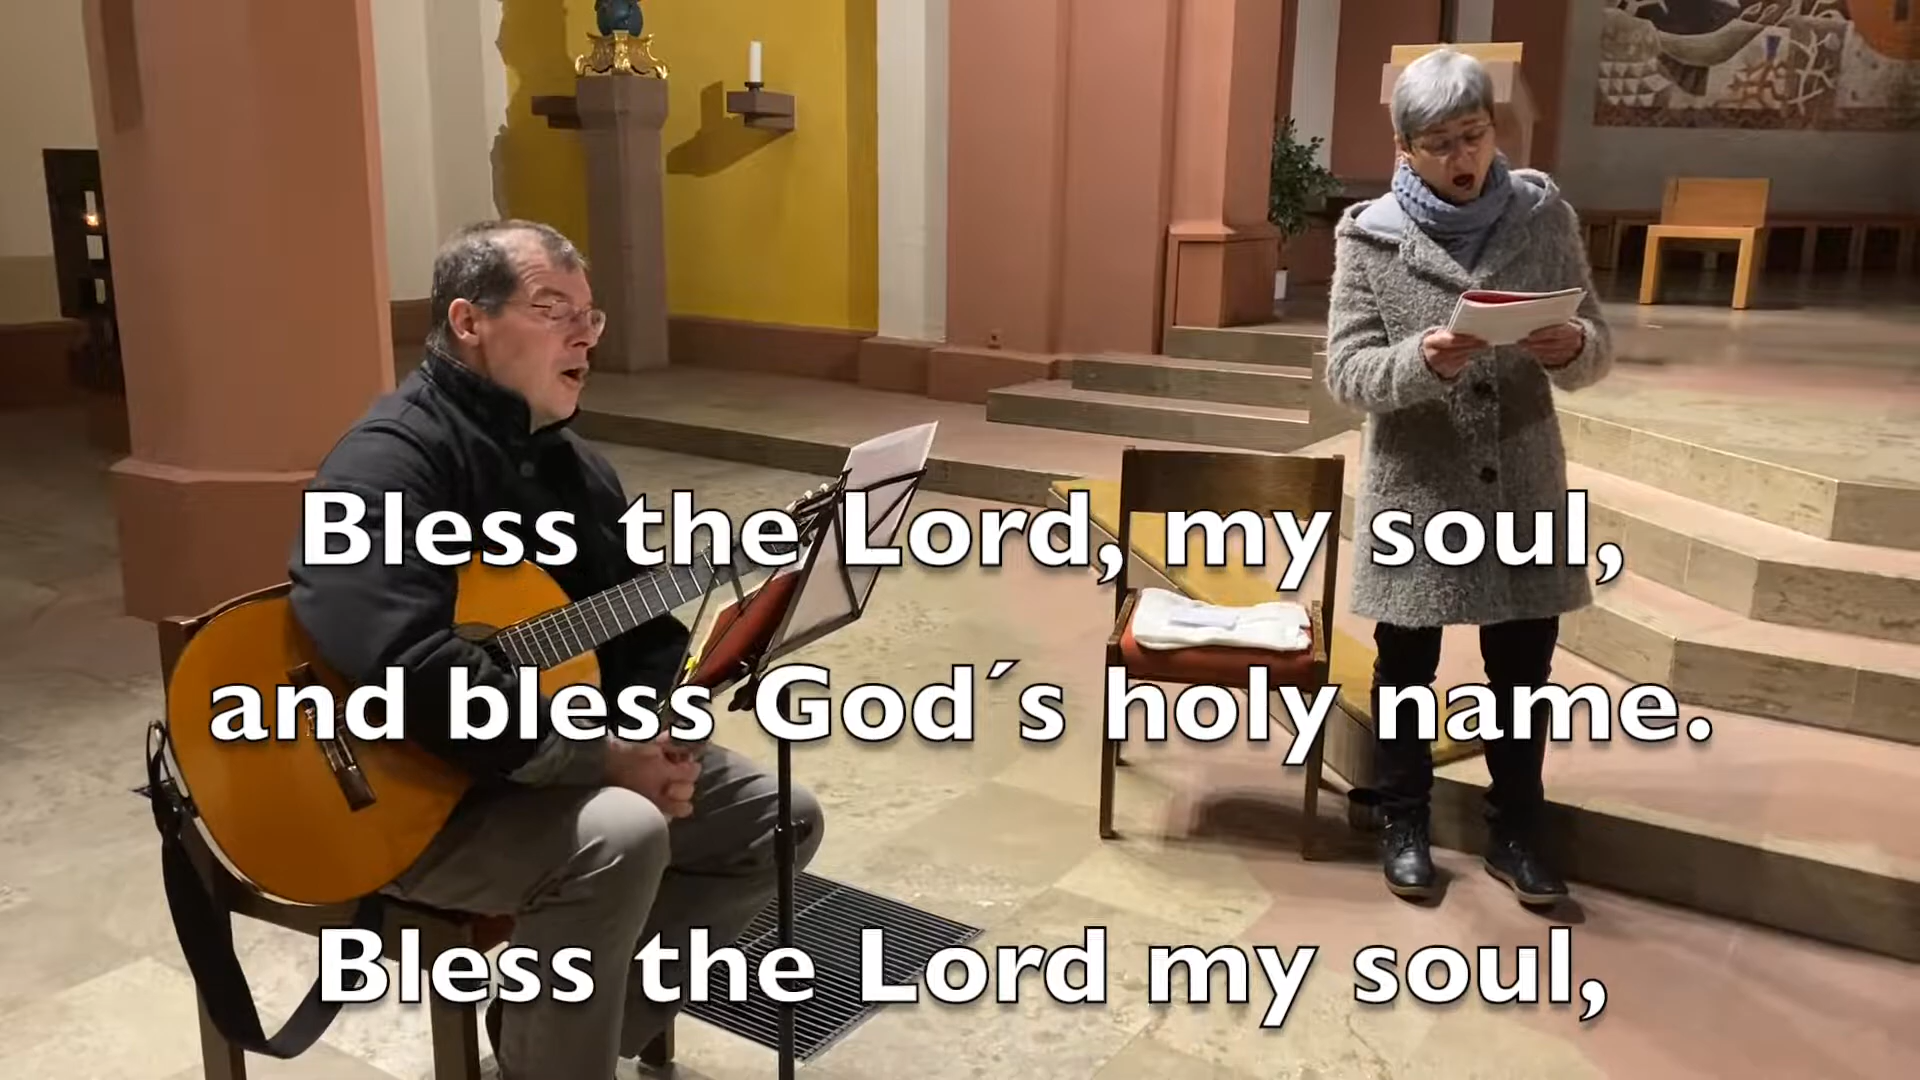 Bless the Lord, my soul,
and bless God´s holy name.
Bless the Lord my soul,